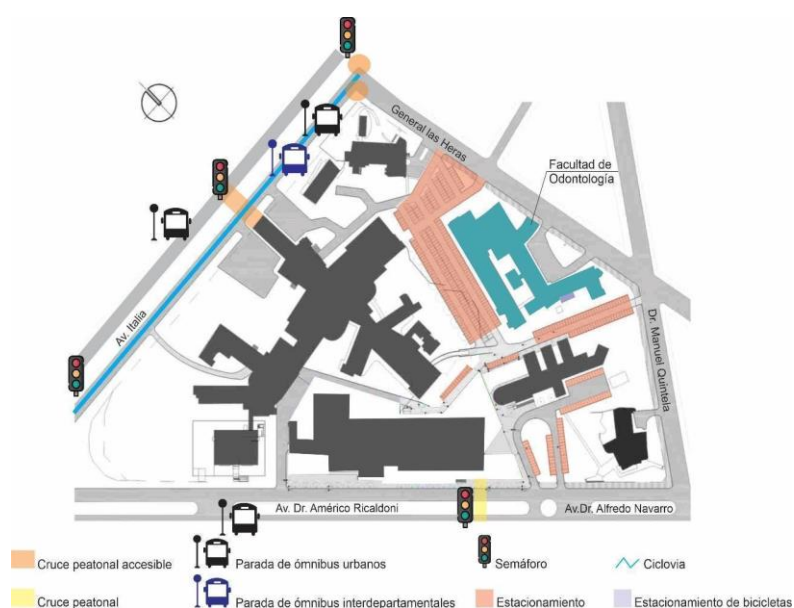 General las Heras
Facultad de
Odontología
Av. Italia
Dr. Manuel Quintela
Av. Dr. Américo Ricaldoni
Av.Dr. Alfredo Navarro
Cruce peatonal accesible
Parada de ómnibus urbanos
Semáforo
Ciclovia
Cruce peatonal
Parada de ómnibus interdepartamentales
Estacionamiento
Estacionamiento de bicicletas